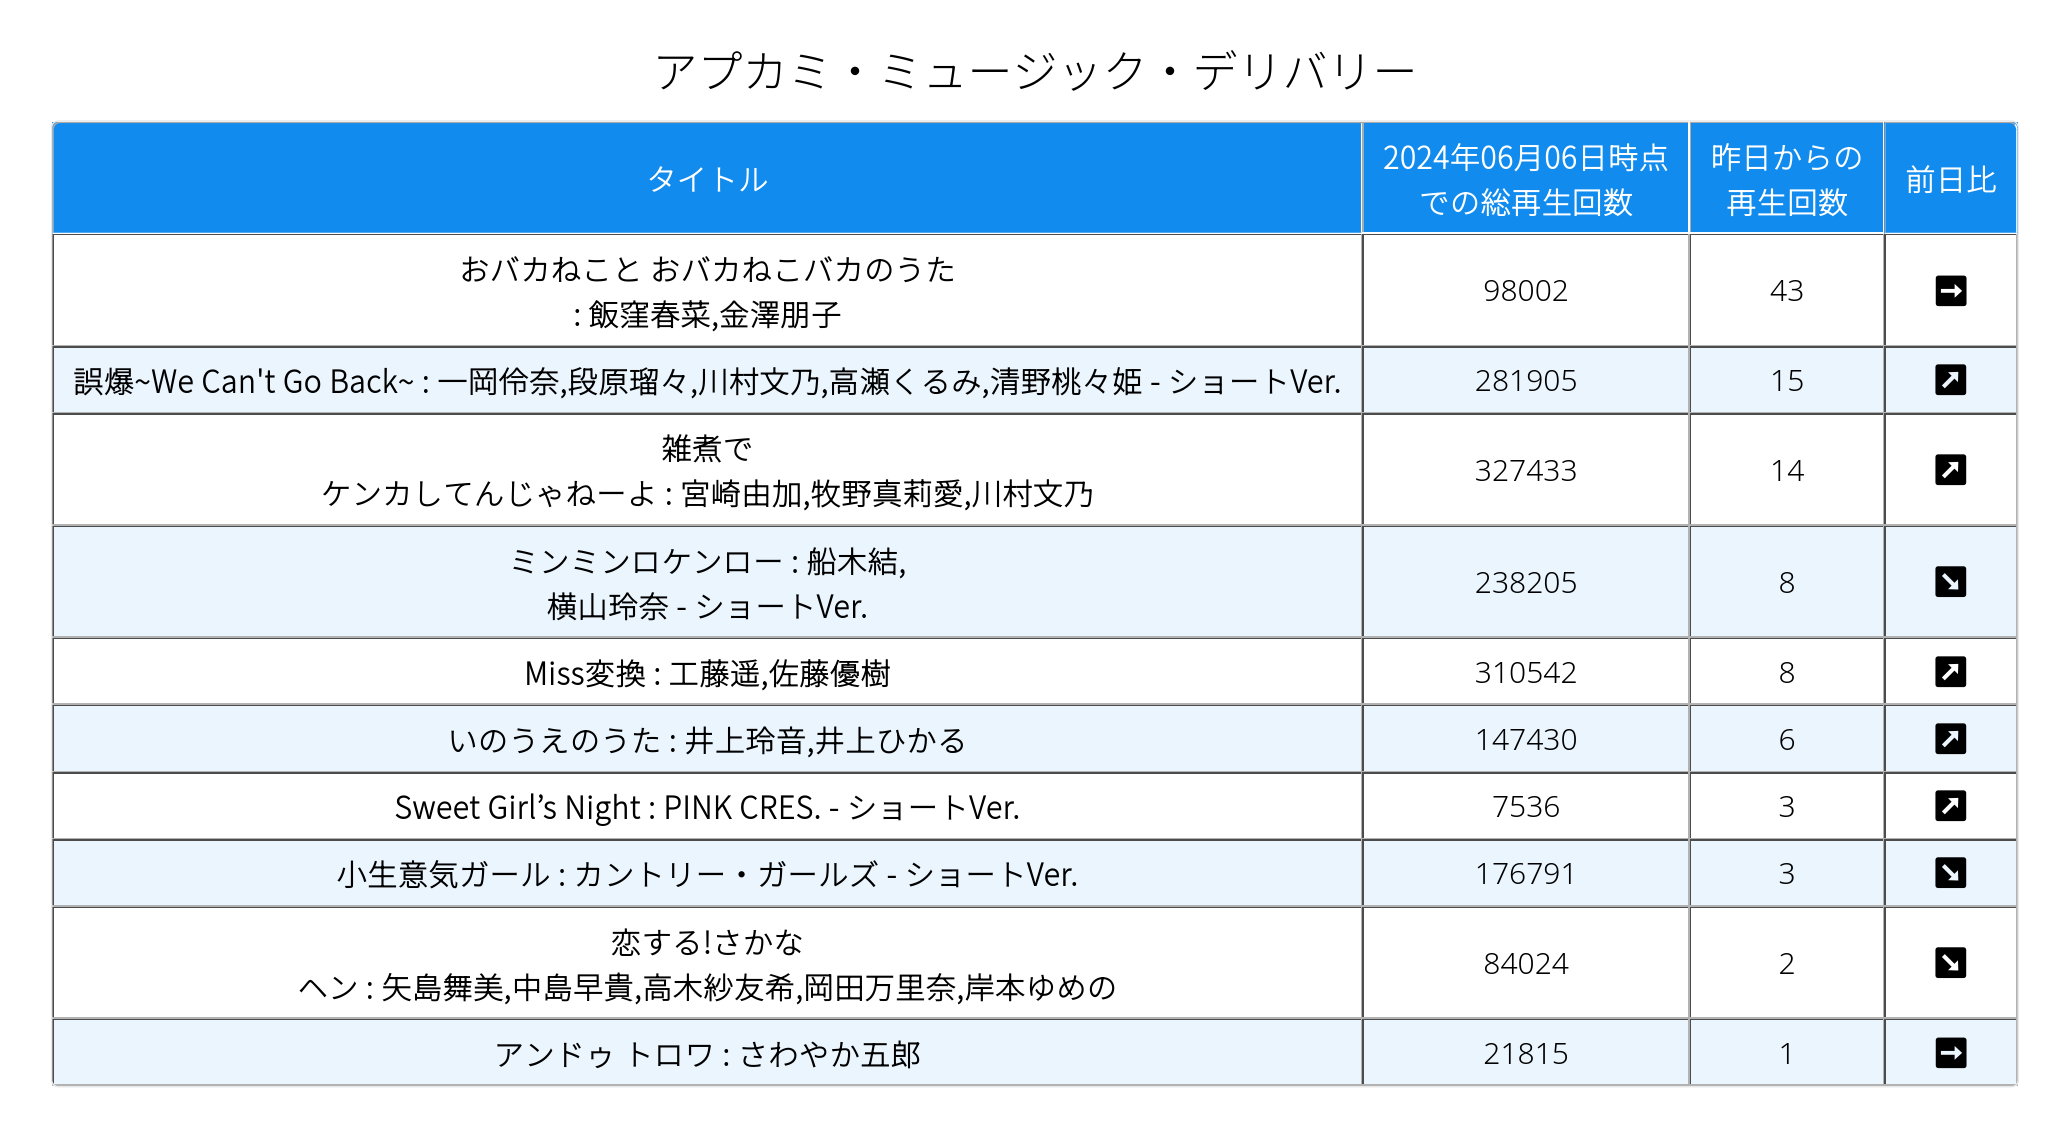 アプカミ・ミュージック・デリバリー
タイトル
2024年06月06日時点
での総再生回数
昨日からの
再生回数
前日比
おバカねこと おバカねこバカのうた
: 飯窪春菜,金澤朋子
98002
43
誤爆~We Can't Go Back~ : 一岡伶奈,段原瑠々,川村文乃,高瀬くるみ,清野桃々姫 - ショートVer.
281905
15
雑煮で
ケンカしてんじゃねーよ : 宮崎由加,牧野真莉愛,川村文乃
327433
14
ミンミンロケンロー : 船木結,
横山玲奈 - ショートVer.
238205
8
Miss変換 : 工藤遥,佐藤優樹
310542
8
いのうえのうた : 井上玲音,井上ひかる
147430
6
Sweet Girl’s Night : PINK CRES. - ショートVer.
7536
3
小生意気ガール : カントリー・ガールズ - ショートVer.
176791
3
恋する!さかな
ヘン : 矢島舞美,中島早貴,高木紗友希,岡田万里奈,岸本ゆめの
84024
2
アンドゥ トロワ : さわやか五郎
21815
1